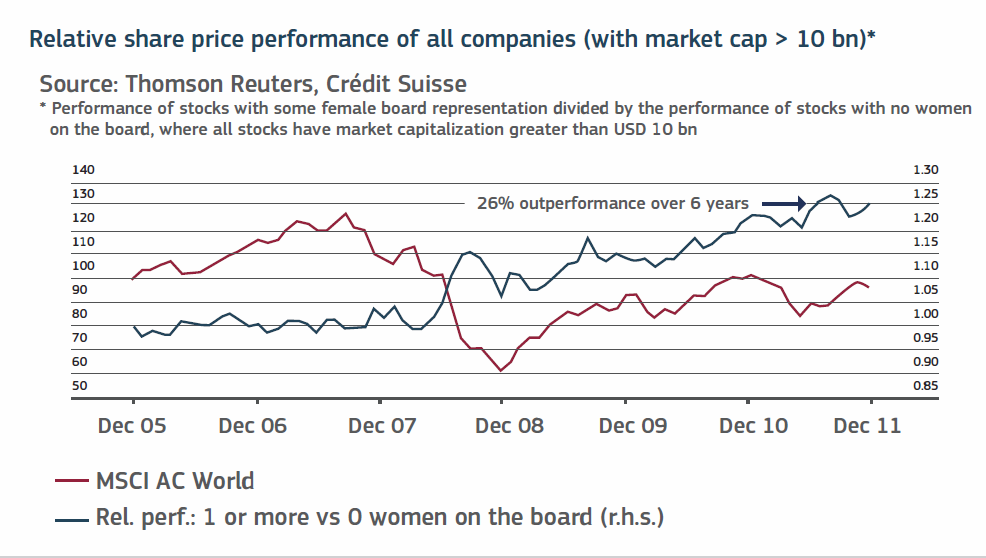 Relative share price performance of all companies (with market cap > 10 bn)*
Source: Thomson Reuters, Crédit Suisse
* Performance of stocks with some female board representation divided by the performance of stocks with no women
on the board, where all stocks have market capitalization greater than USD 10 bn
140 1.30
130 1.25
26% outperformance over 6 years
120 1.20
110 1.15
100 1.10
90 1.05
80 1.00
70 0.95
60 0.90
50 0.85
Dec 05 Dec 06 Dec 07 Dec 08 Dec 09 Dec 10 Dec 11
MSCI AC World
Rel. perf.: 1 or more vs 0 women on the board (r.h.s.)